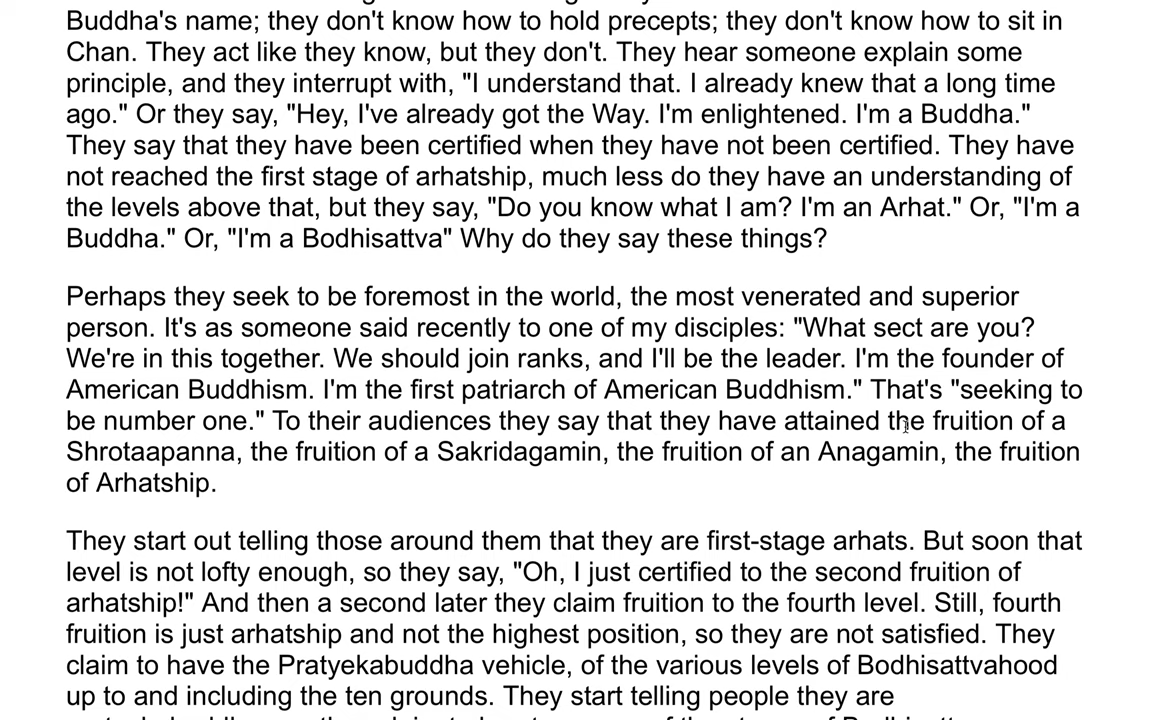 Buddha's name; they don't know how to hold precepts; they don't know how to sit in
Chan. They act like they know, but they don't. They hear someone explain some
principle, and they interrupt with, "I understand that. I already knew that a long time
ago." Or they say, "Hey, I've already got the Way. I'm enlightened. I'm a Buddha."
They say that they have been certified when they have not been certified. They have
not reached the first stage of arhatship, much less do they have an understanding of
the levels above that, but they say, "Do you know what I am? I'm an Arhat." Or, "I'm a
Buddha." Or, "I'm a Bodhisattva" Why do they say these things?
Perhaps they seek to be foremost in the world, the most venerated and superior
person. It's as someone said recently to one of my disciples: "What sect are you?
We're in this together. We should join ranks, and I'll be the leader. I'm the founder of
American Buddhism. I'm the first patriarch of American Buddhism." That's "seeking to
be number one." To their audiences they say that they have attained the fruition of a
Shrotaapanna, the fruition of a Sakridagamin, the fruition of an Anagamin, the fruition
of Arhatship.
They start out telling those around them that they are first-stage arhats. But soon that
level is not lofty enough, so they say, "Oh, I just certified to the second fruition of
arhatship!" And then a second later they claim fruition to the fourth level. Still, fourth
fruition is just arhatship and not the highest position, so they are not satisfied. They
claim to have the Pratyekabuddha vehicle, of the various levels of Bodhisattvahood
up to and including the ten grounds. They start telling people they are